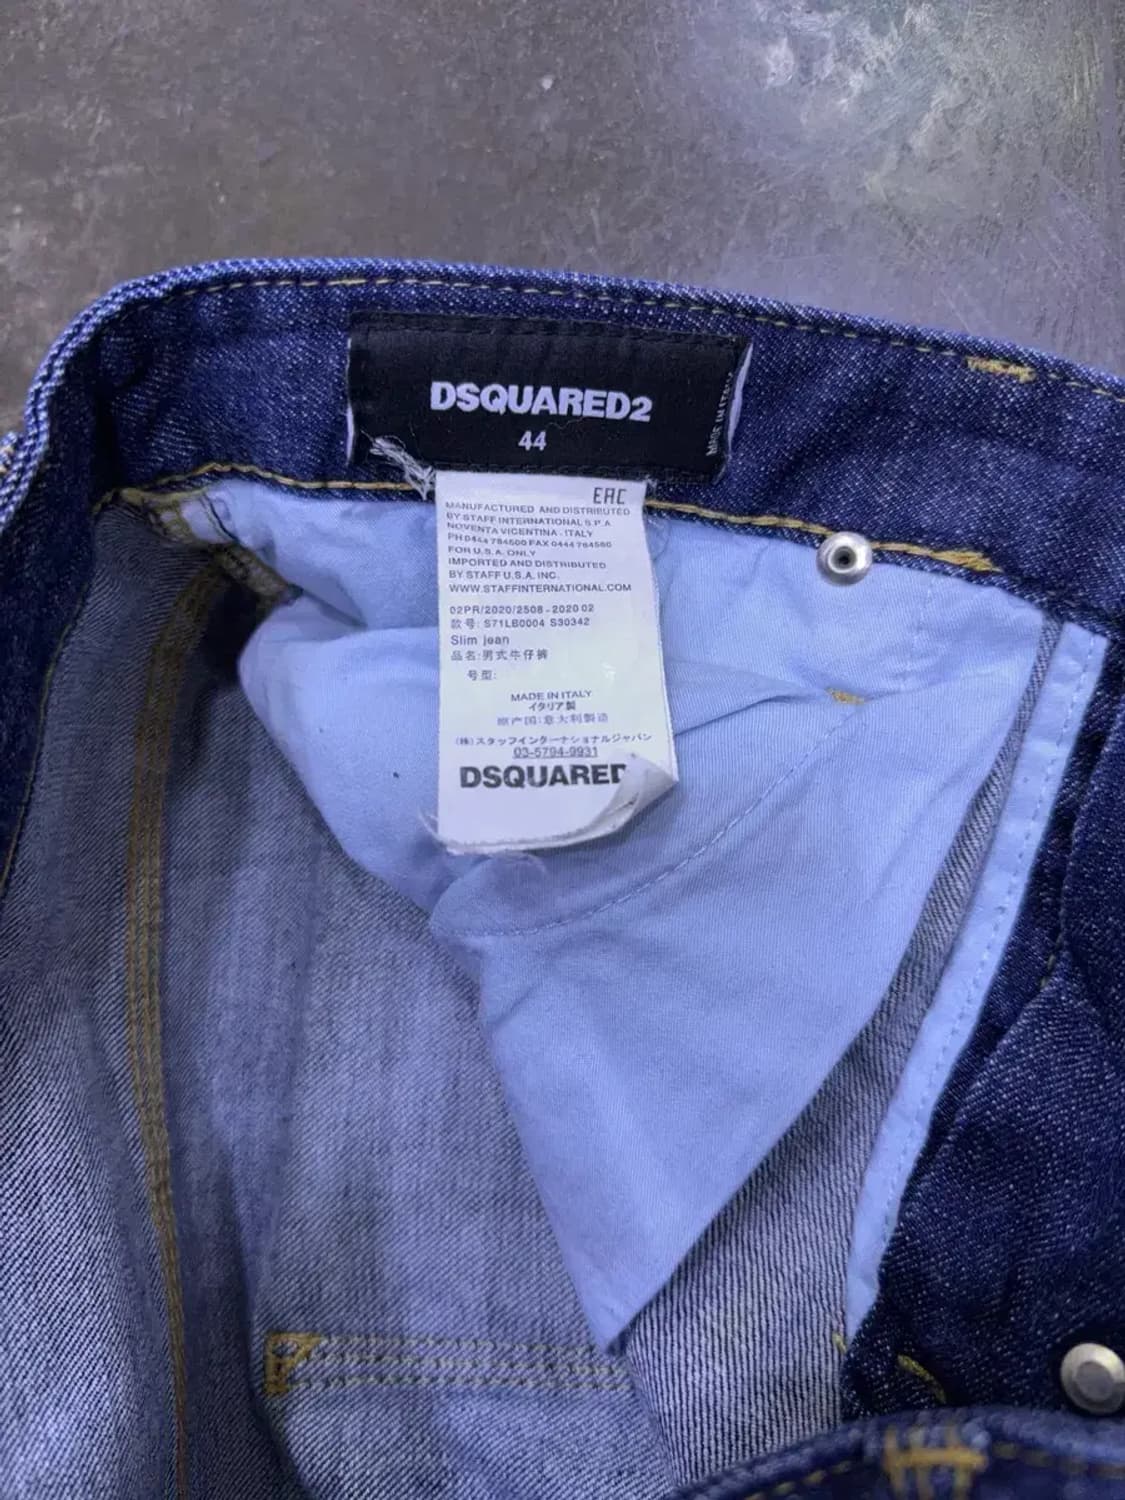 DSQUARED2
44
MADE IN ITALY
EAC
MANUFACTURED AND DISTRIBUTED
BY STAFF INTERNATIONAL S.P.A
NOVENTA VICENTINA - ITALY
PH 0444 784500 FAX 0444 784580
FOR U.S.A. ONLY
IMPORTED AND DISTRIBUTED
BY STAFF U.S.A, INC.
WWW.STAFFINTERNATIONAL.COM
02PR/2020/2508 - 2020 02
款号: S71LB0004 S30342
Slim jean
品名:男式牛仔裤
号型:
MADE IN ITALY
イタリア製
原产国:意大利製造
(株)スタッフインターナショナルジャパン
03-5794-9931
DSQUARED